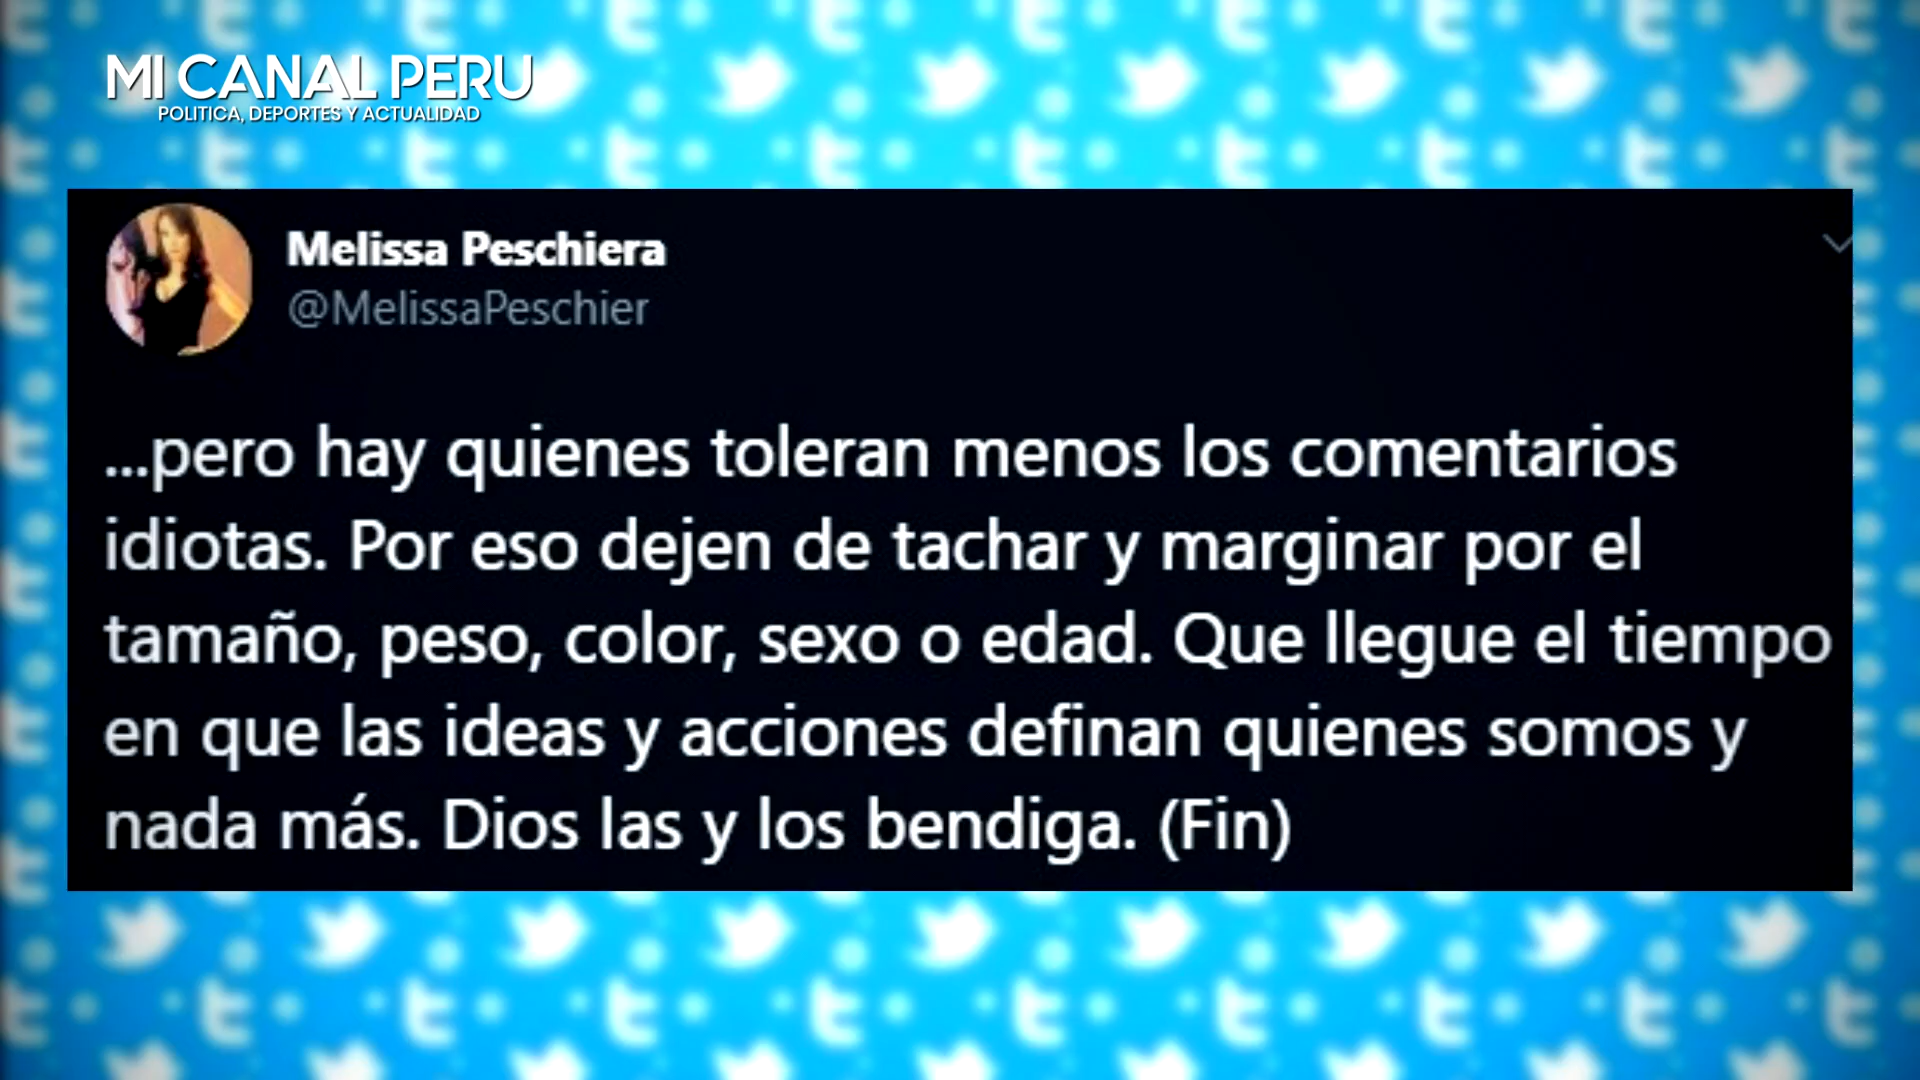 MI CANAL PERU
POLITICA, DEPORTES Y ACTUALIDAD
Melissa Peschiera
@MelissaPeschier
...pero hay quienes toleran menos los comentarios
idiotas. Por eso dejen de tachar y marginar por el
tamaño, peso, color, sexo o edad. Que llegue el tiempo
en que las ideas y acciones definan quienes somos y
nada más. Dios las y los bendiga. (Fin)